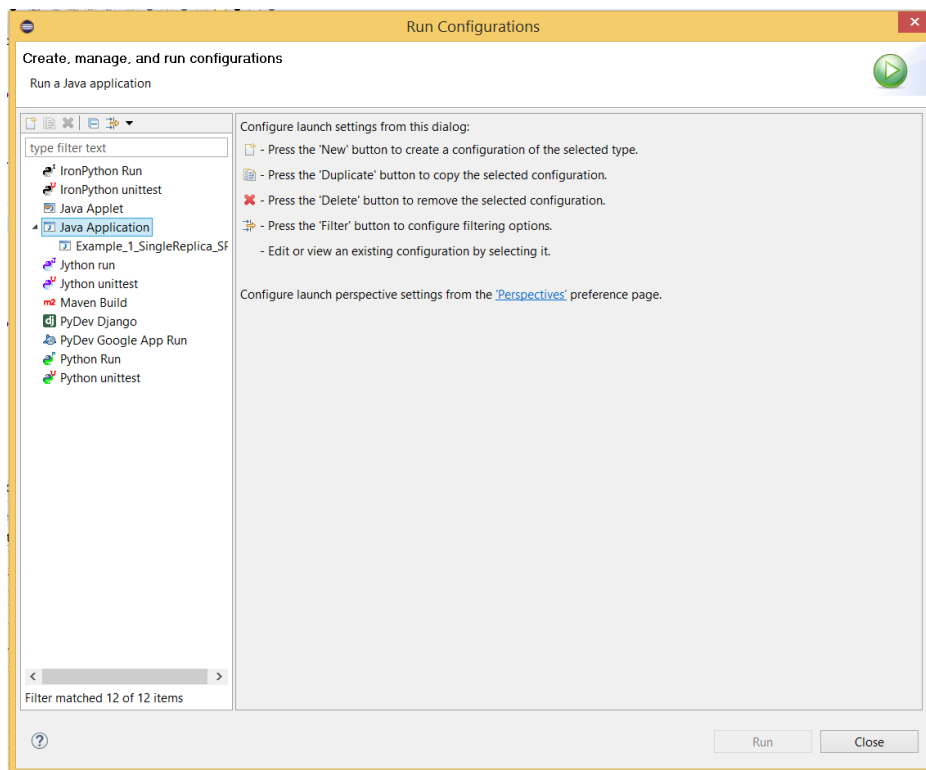 Run Configurations
Create, manage, and run configurations
Run a Java application
type filter text
IronPython Run
IronPython unittest
Java Applet
Java Application
Example_1_SingleReplica_SF
Jython run
Jython unittest
m2 Maven Build
dj PyDev Django
PyDev Google App Run
Python Run
Python unittest
Filter matched 12 of 12 items
Configure launch settings from this dialog:
- Press the 'New' button to create a configuration of the selected type.
- Press the 'Duplicate' button to copy the selected configuration.
- Press the 'Delete' button to remove the selected configuration.
- Press the 'Filter' button to configure filtering options.
- Edit or view an existing configuration by selecting it.
Configure launch perspective settings from the 'Perspectives' preference page.
Run
Close